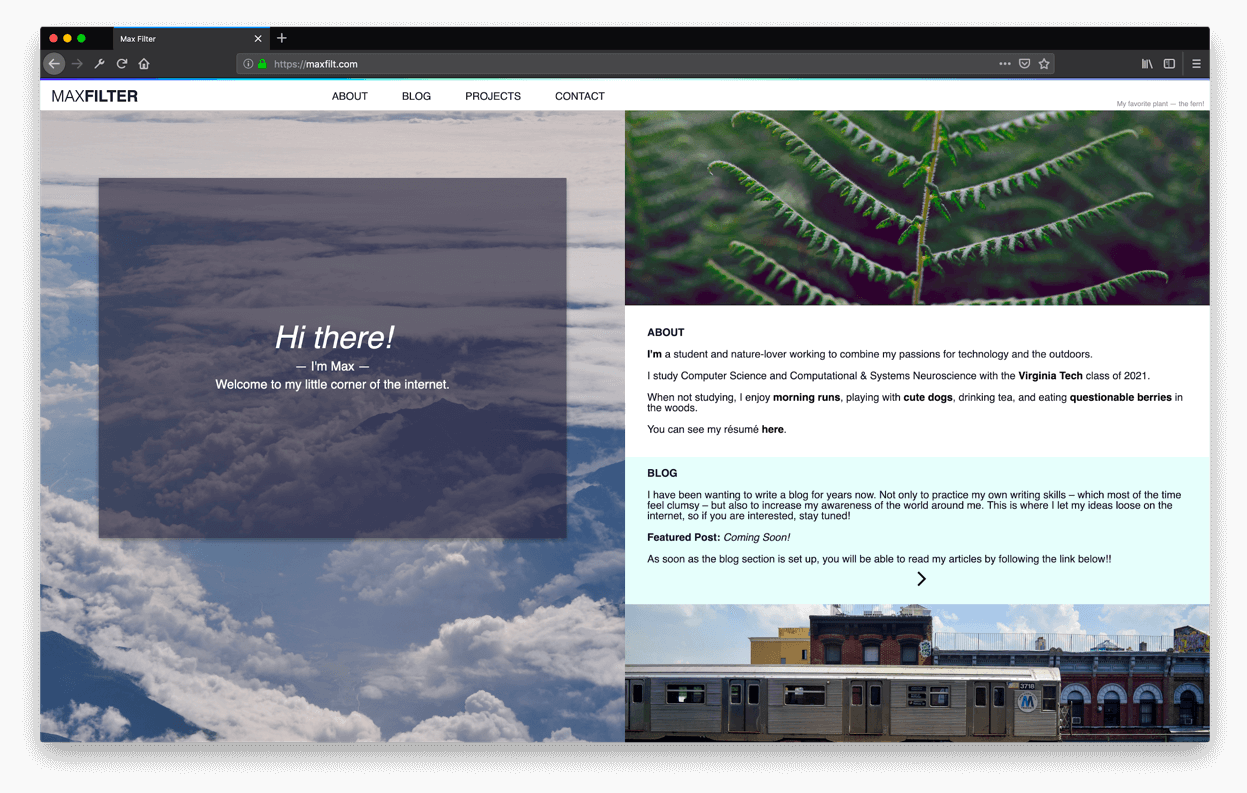 Max Filter
https://maxfilt.com
MAXFILTER
ABOUT BLOG PROJECTS CONTACT
My favorite plant — the fern!
Hi there!
— I'm Max —
Welcome to my little corner of the internet.
ABOUT
I'm a student and nature-lover working to combine my passions for technology and the outdoors.
I study Computer Science and Computational & Systems Neuroscience with the Virginia Tech class of 2021.
When not studying, I enjoy morning runs, playing with cute dogs, drinking tea, and eating questionable berries in
the woods.
You can see my résumé here.
BLOG
I have been wanting to write a blog for years now. Not only to practice my own writing skills – which most of the time
feel clumsy – but also to increase my awareness of the world around me. This is where I let my ideas loose on the
internet, so if you are interested, stay tuned!
Featured Post: Coming Soon!
As soon as the blog section is set up, you will be able to read my articles by following the link below!!
3718
M